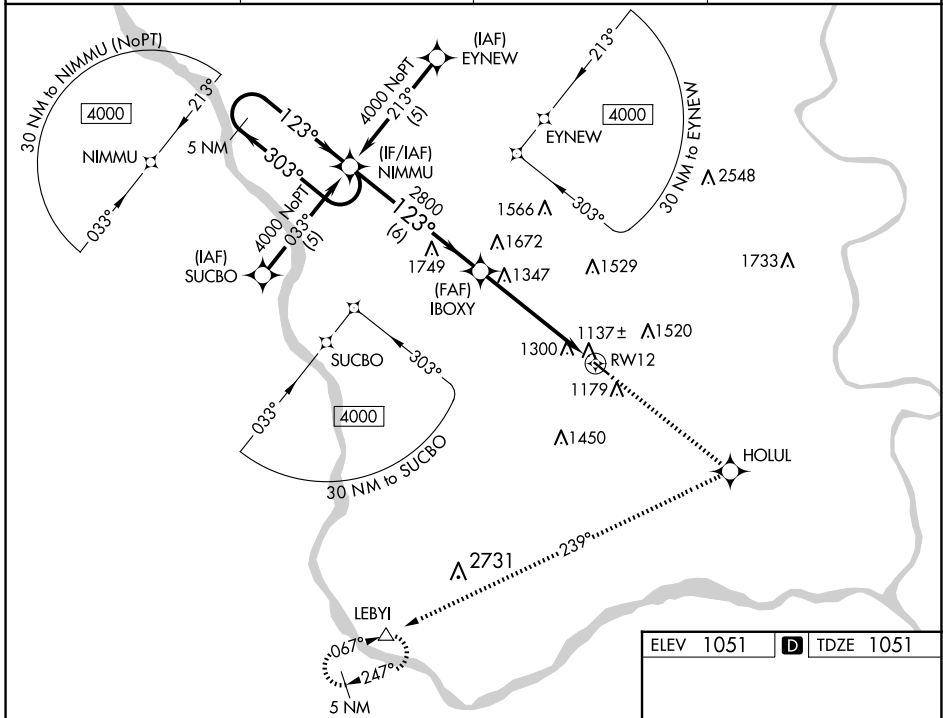 30 NM to NIMMU (NoPT)
213°
4000
NIMMU
033°
5 NM
123°
303°
(IAF)
EYNEW
4000 NoPT
213°
(5)
(IF/IAF)
NIMMU
4000 NoPT
033°
(5)
(IAF)
SUCBO
2800
123°
(6)
(FAF)
IBOXY
213°
4000
EYNEW
303°
30 NM to EYNEW
2548
1566
1672
1749
1347
1529
1733
1137±
1520
1300
RW12
1179
1450
SUCBO
033°
303°
4000
30 NM to SUCBO
HOLUL
239°
2731
LEBYI
067°
247°
5 NM
ELEV 1051 D TDZE 1051